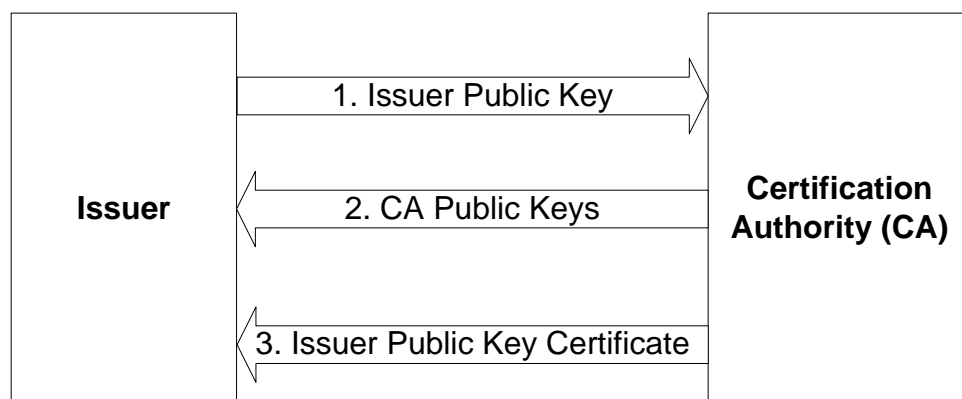 1. Issuer Public Key
Issuer
2. CA Public Keys
Certification
Authority (CA)
3. Issuer Public Key Certificate